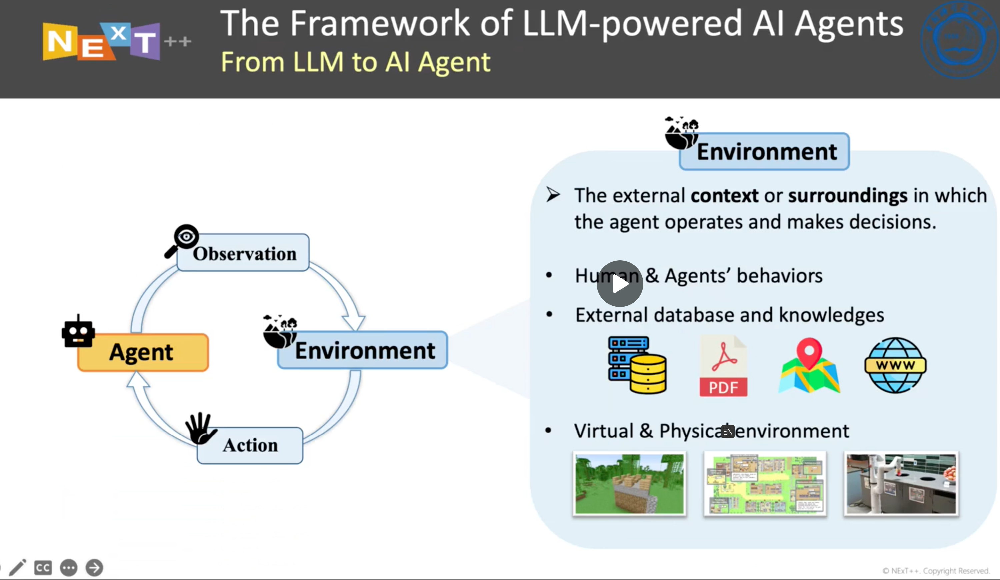 The Framework of LLM-powered AI Agents
NExT++
From LLM to AI Agent
Environment
The external context or surroundings in which
the agent operates and makes decisions.
Observation
Human & Agents’ behaviors
External database and knowledges
Agent
Environment
PDF
WWW
Action
Virtual & Physical environment
EN
CC
© NExT++. Copyright Reserved.